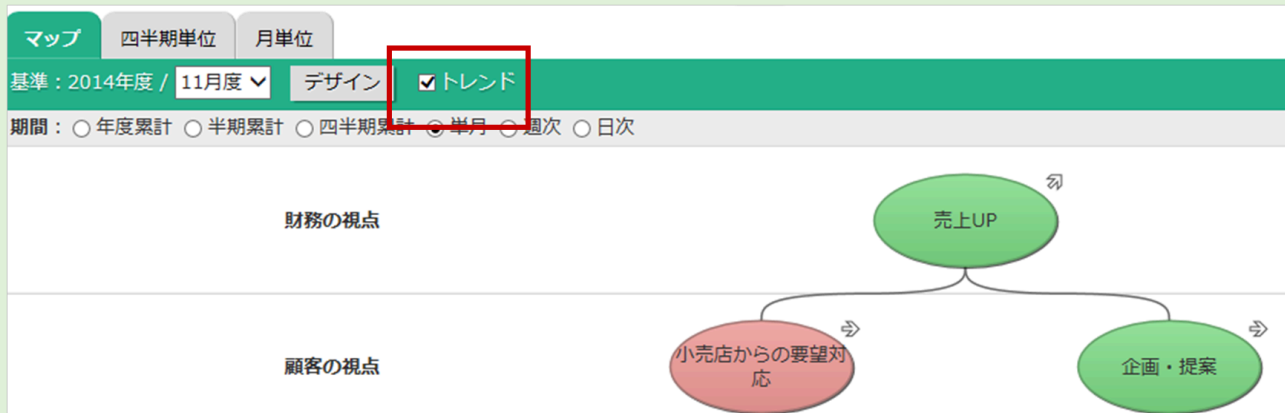 マップ 四半期単位 月単位
基準：2014年度 / 11月度 デザイン トレンド
期間： 年度累計 半期累計 四半期累計 単月 週次 日次
財務の視点
売上UP
顧客の視点
小売店からの要望対
応
企画・提案